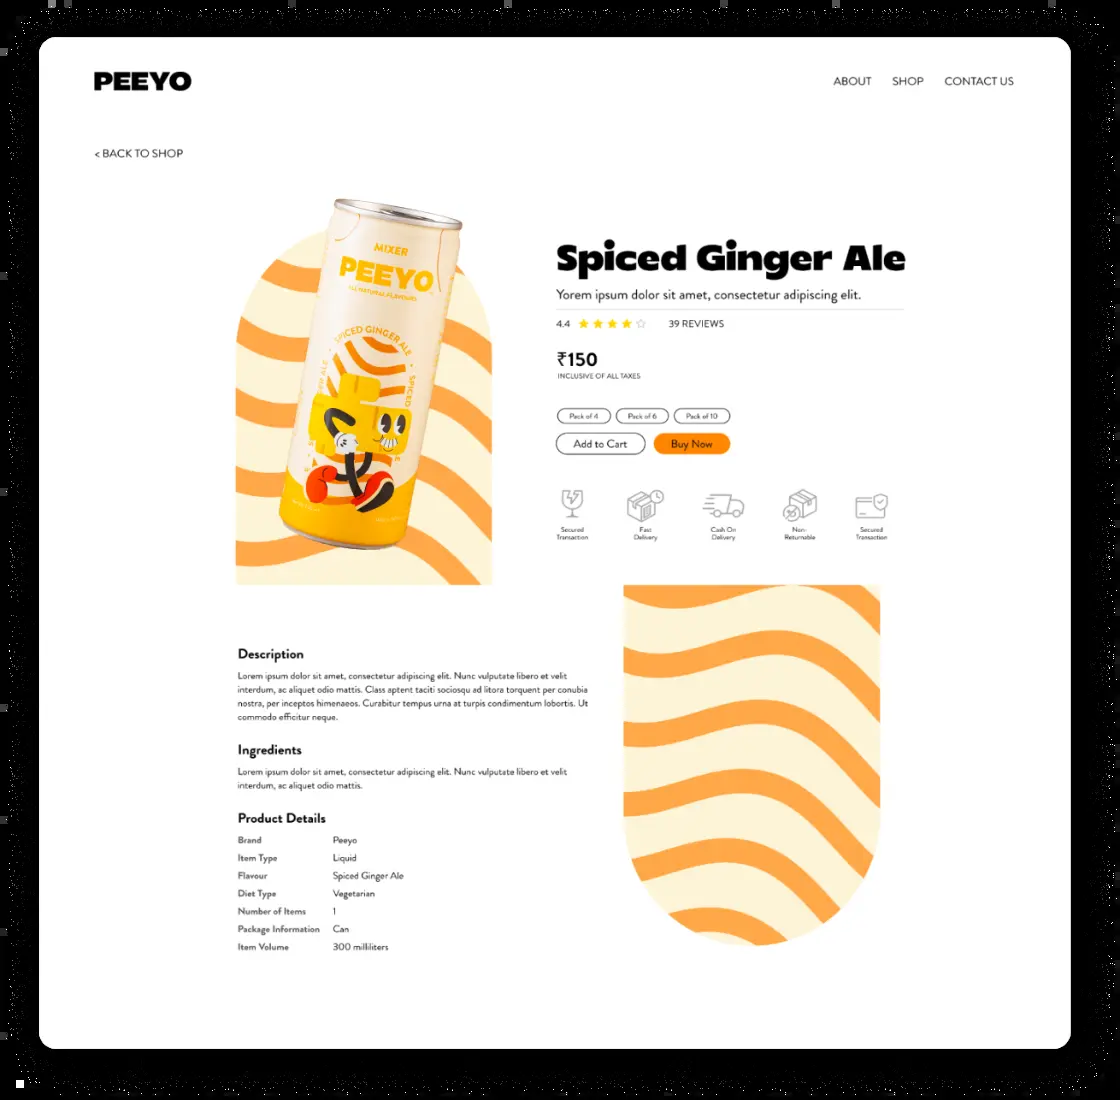 PEEYO
ABOUT SHOP CONTACT US
< BACK TO SHOP
MIXER
PEEYO
ALL NATURAL FLAVOURS
SPICED GINGER ALE
SPICED
ER ALE
Spiced Ginger Ale
Yorem ipsum dolor sit amet, consectetur adipiscing elit.
4.4 39 REVIEWS
₹150
INCLUSIVE OF ALL TAXES
Pack of 4 Pack of 6 Pack of 10
Add to Cart Buy Now
Secured Transaction
Fast Delivery
Cash On Delivery
Non-Returnable
Secured Transaction
Description
Lorem ipsum dolor sit amet, consectetur adipiscing elit. Nunc vulputate libero et velit
interdum, ac aliquet odio mattis. Class aptent taciti sociosqu ad litora torquent per conubia
nostra, per inceptos himenaeos. Curabitur tempus urna at turpis condimentum lobortis. Ut
commodo efficitur neque.
Ingredients
Lorem ipsum dolor sit amet, consectetur adipiscing elit. Nunc vulputate libero et velit
interdum, ac aliquet odio mattis.
Product Details
Brand Peeyo
Item Type Liquid
Flavour Spiced Ginger Ale
Diet Type Vegetarian
Number of Items 1
Package Information Can
Item Volume 300 milliliters